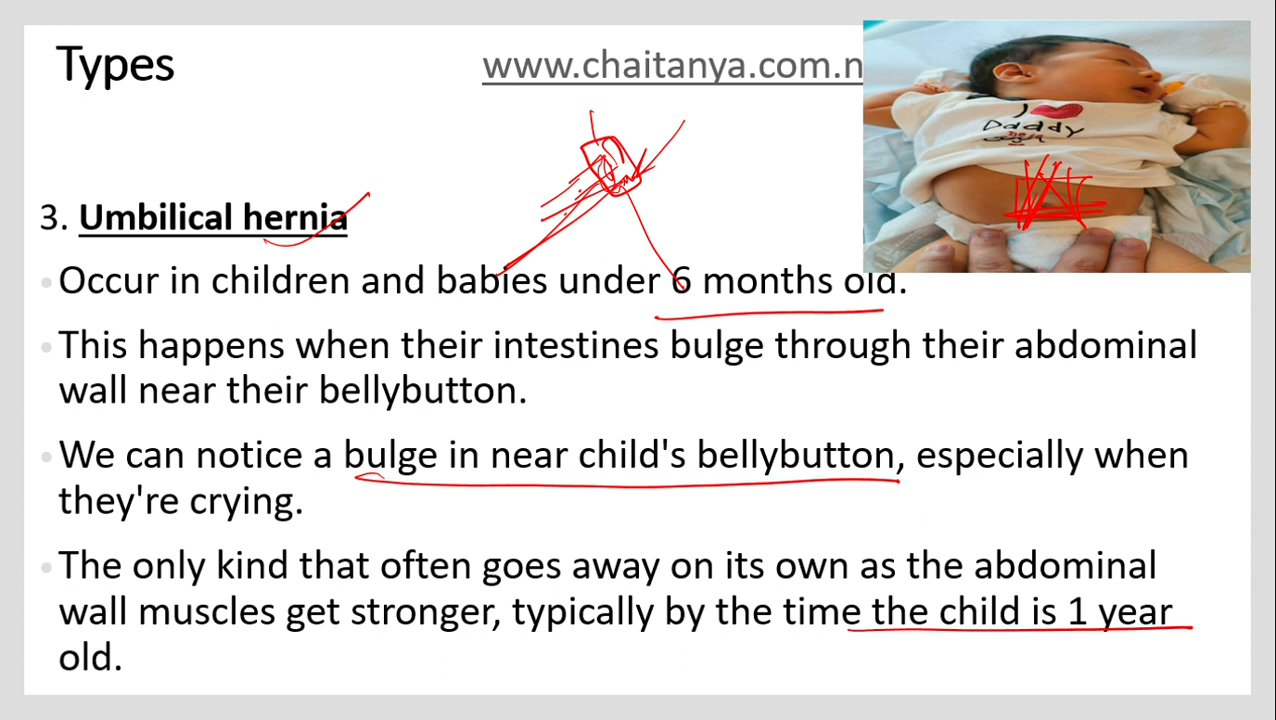 Types
www.chaitanya.com.n
I
Daddy
3. Umbilical hernia
• Occur in children and babies under 6 months old.
• This happens when their intestines bulge through their abdominal
wall near their bellybutton.
• We can notice a bulge in near child's bellybutton, especially when
they're crying.
• The only kind that often goes away on its own as the abdominal
wall muscles get stronger, typically by the time the child is 1 year
old.